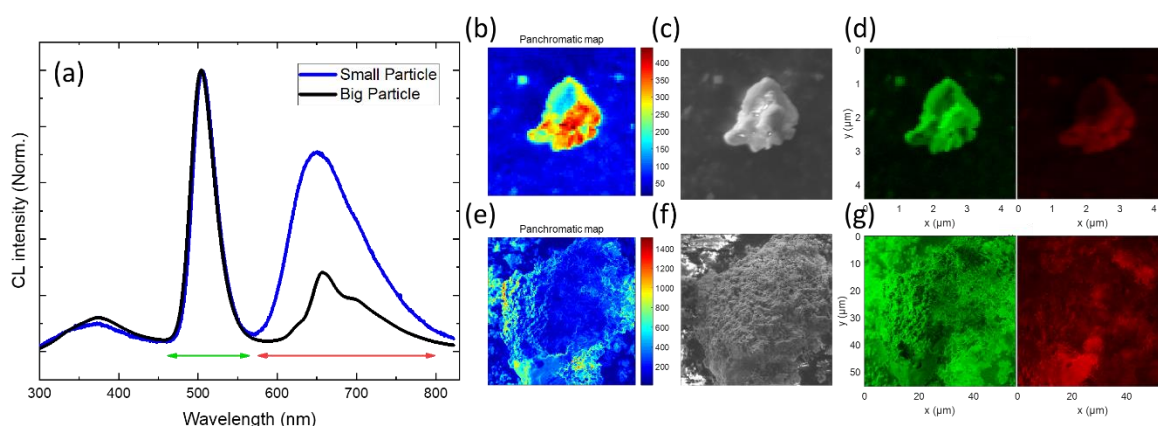 (a)
Small Particle
Big Particle
CL intensity (Norm.)
300 400 500 600 700 800
Wavelength (nm)
(b)
Panchromatic map
400
350
300
250
200
150
100
50
(c)
(d)
0
1
2
3
4
y (µm)
0 1 2 3 4 0 1 2 3 4
x (µm) x (µm)
(e)
Panchromatic map
1400
1200
1000
800
600
400
200
0
(f)
(g)
0
10
20
30
40
50
y (µm)
0 20 40 0 20 40
x (µm) x (µm)